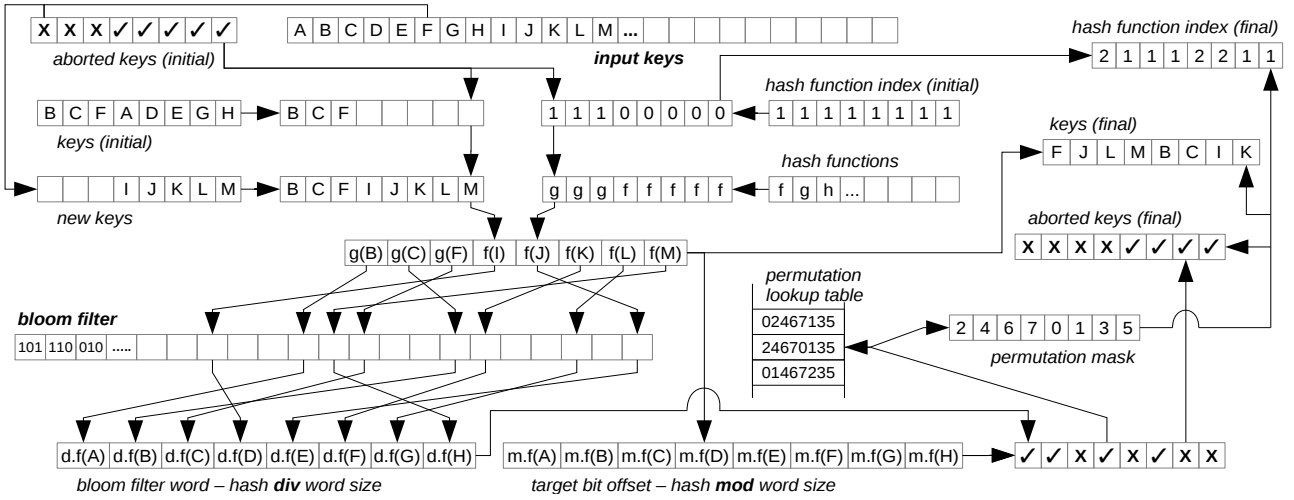 x x x ✓ ✓ ✓ ✓ ✓
A B C D E F G H I J K L M ...
hash function index (final)
aborted keys (initial)
input keys
2 1 1 1 2 2 1 1
hash function index (initial)
B C F A D E G H
B C F
1 1 1 0 0 0 0 0
1 1 1 1 1 1 1 1
keys (initial)
keys (final)
F J L M B C I K
hash functions
I J K L M
B C F I J K L M
g g g f f f f f
f g h ...
new keys
aborted keys (final)
x x x x ✓ ✓ ✓ ✓
g(B) g(C) g(F) f(I) f(J) f(K) f(L) f(M)
permutation
lookup table
bloom filter
02467135
101 110 010 .....
24670135
2 4 6 7 0 1 3 5
permutation mask
01467235
d.f(A) d.f(B) d.f(C) d.f(D) d.f(E) d.f(F) d.f(G) d.f(H)
m.f(A) m.f(B) m.f(C) m.f(D) m.f(E) m.f(F) m.f(G) m.f(H)
✓ ✓ x ✓ x ✓ x x
bloom filter word – hash div word size
target bit offset – hash mod word size